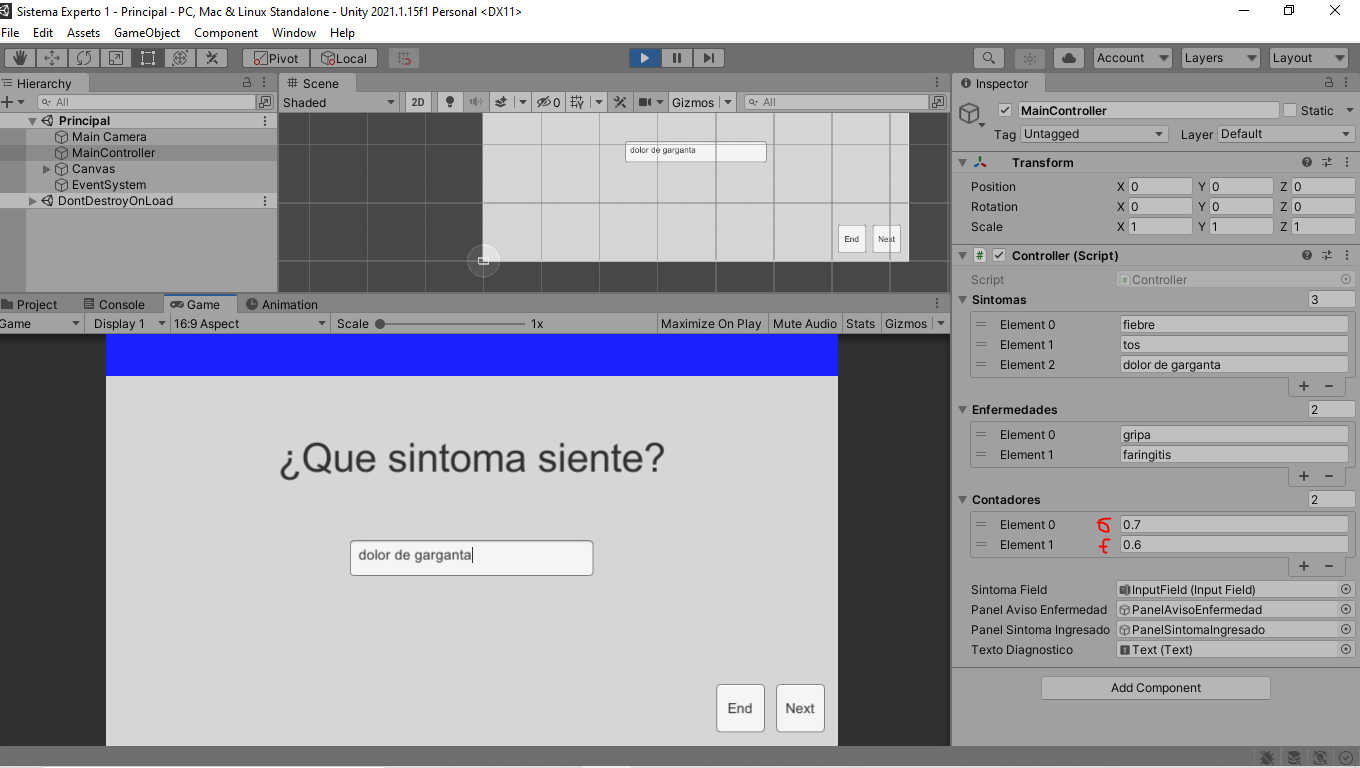 Sistema Experto 1 - Principal - PC, Mac & Linux Standalone - Unity 2021.1.15f1 Personal <DX11>
File Edit Assets GameObject Component Window Help
Pivot Local Account Layers Layout
Hierarchy
All
Principal
Main Camera
MainController
Canvas
EventSystem
DontDestroyOnLoad
Scene
Shaded 2D 0 Gizmos All
dolor de garganta
End Next
Project Console Game Animation
Game Display 1 16:9 Aspect Scale 1x Maximize On Play Mute Audio Stats Gizmos
¿Que sintoma siente?
dolor de garganta
End Next
Inspector
MainController Static
Tag Untagged Layer Default
Transform
Position X 0 Y 0 Z 0
Rotation X 0 Y 0 Z 0
Scale X 1 Y 1 Z 1
# Controller (Script)
Script # Controller
Sintomas 3
Element 0 fiebre
Element 1 tos
Element 2 dolor de garganta
+ −
Enfermedades 2
Element 0 gripa
Element 1 faringitis
+ −
Contadores 2
Element 0 G 0.7
Element 1 f 0.6
+ −
Sintoma Field InputField (Input Field)
Panel Aviso Enfermedad PanelAvisoEnfermedad
Panel Sintoma Ingresado PanelSintomaIngresado
Texto Diagnostico T Text (Text)
Add Component